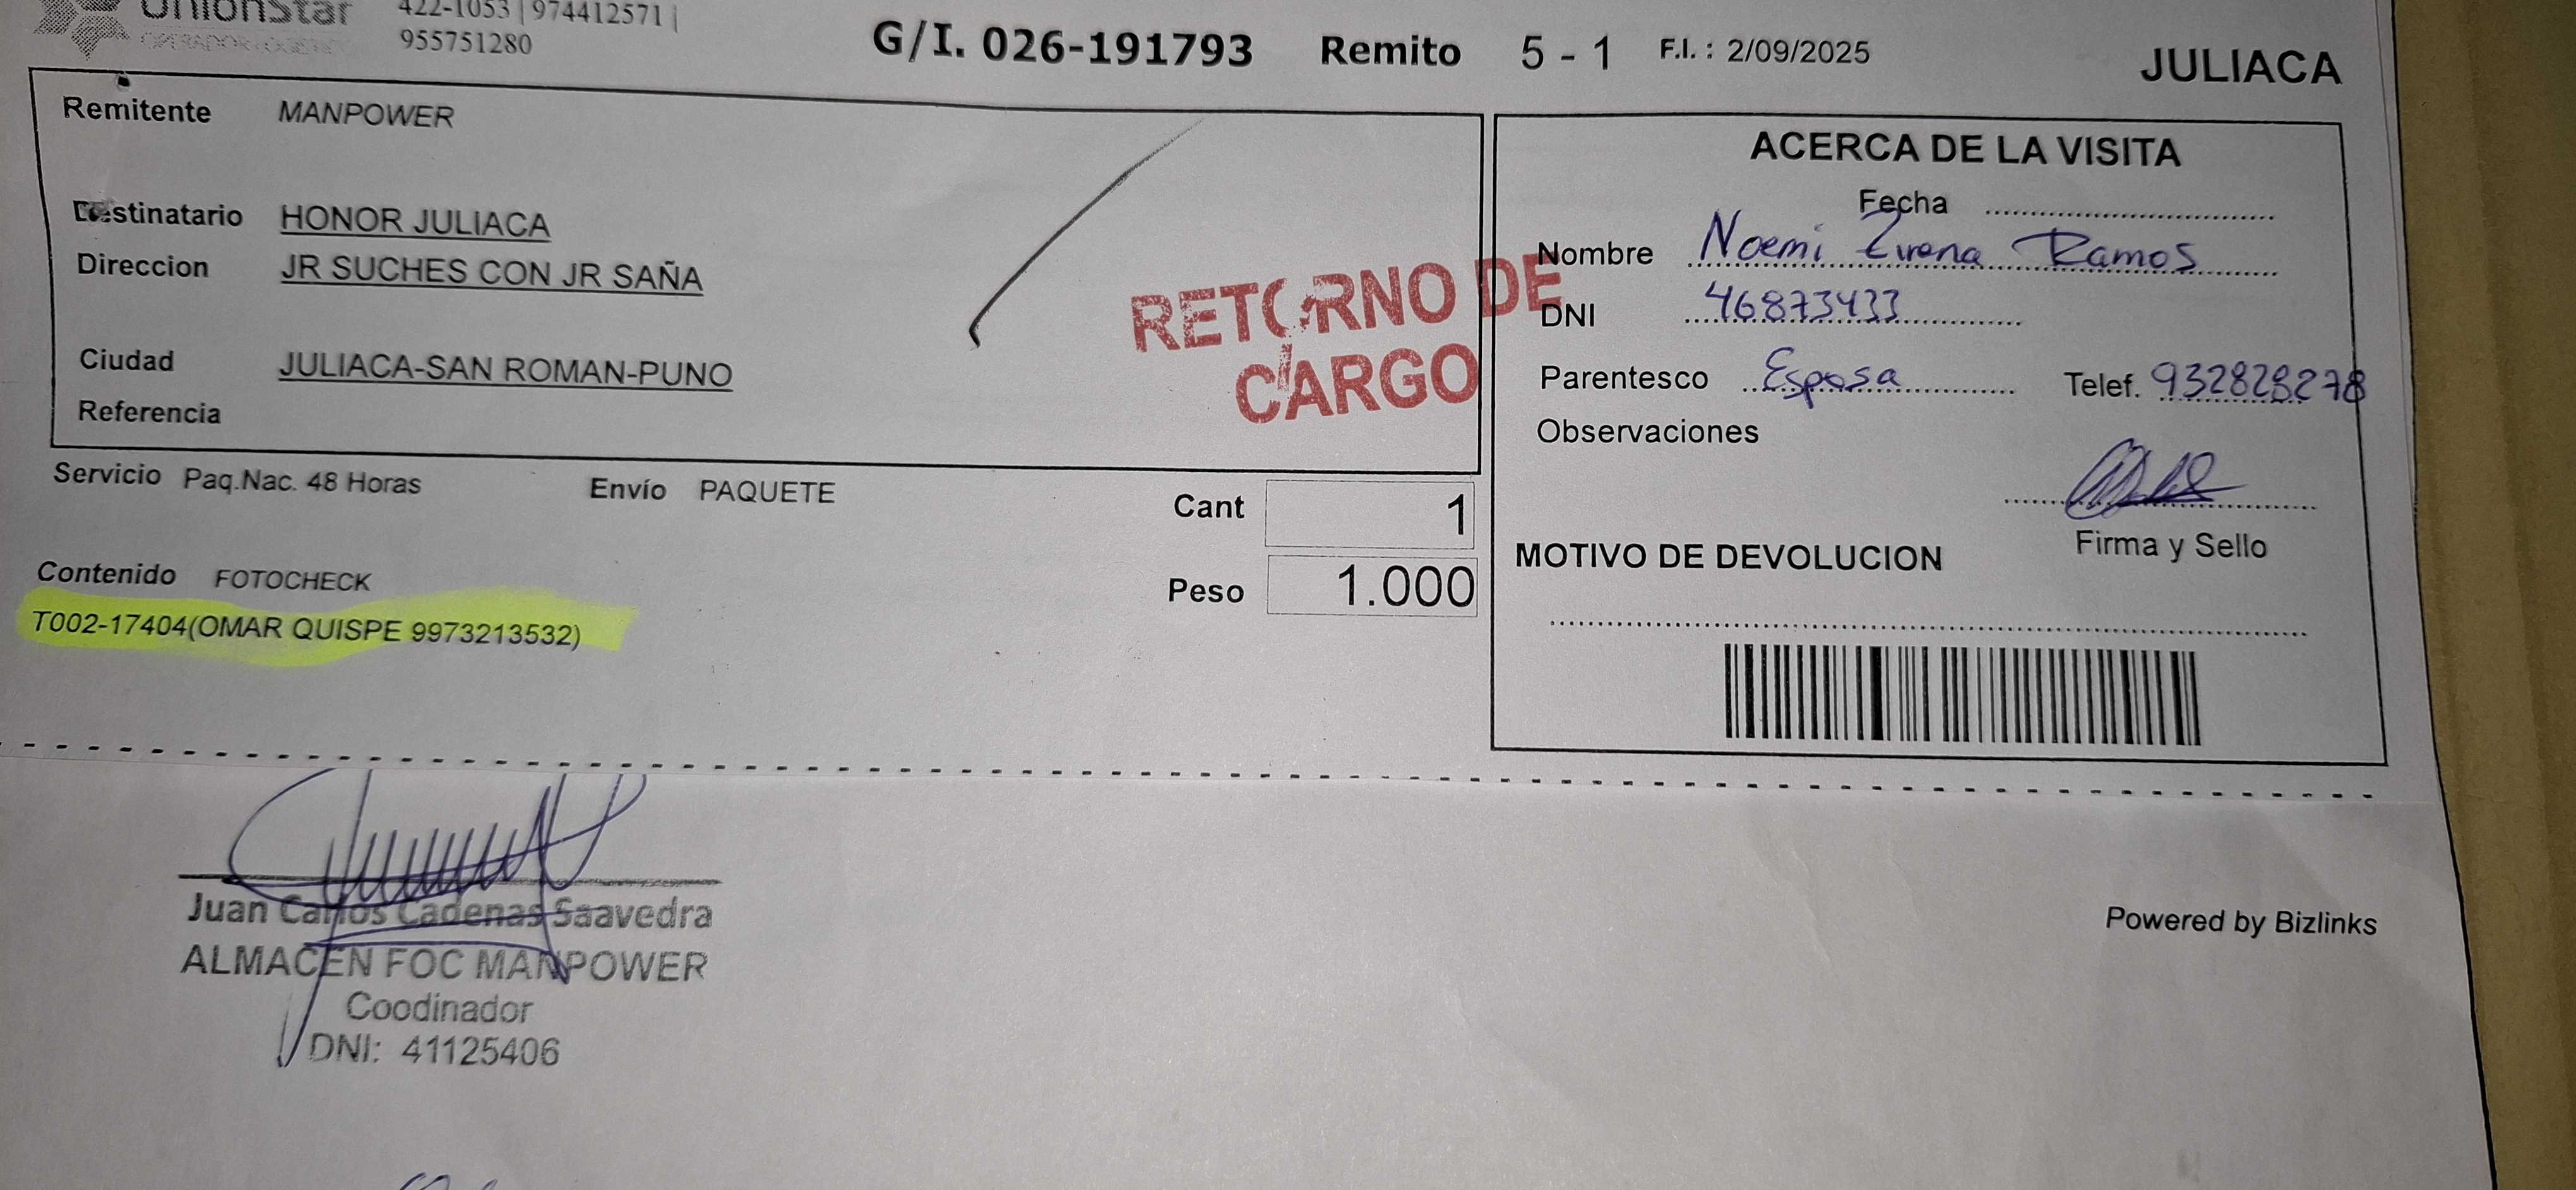 UnionStar
OPERADOR LOGISTICO
422-1053 | 974412571 |
955751280
G/I. 026-191793 Remito 5 - 1 F.I. : 2/09/2025
JULIACA
Remitente MANPOWER
Destinatario HONOR JULIACA
Direccion JR SUCHES CON JR SAÑA
Ciudad JULIACA-SAN ROMAN-PUNO
Referencia
RETORNO DE
CARGO
Servicio Paq.Nac. 48 Horas Envío PAQUETE
Cant 1
Peso 1.000
Contenido FOTOCHECK
T002-17404(OMAR QUISPE 9973213532)
ACERCA DE LA VISITA
Fecha
Nombre Noemi Ramos
DNI 46873433
Parentesco Esposa Telef. 932828278
Observaciones
Firma y Sello
MOTIVO DE DEVOLUCION
Juan Carlos Cadenas Saavedra
ALMACEN FOC MANPOWER
Coodinador
DNI: 41125406
Powered by Bizlinks